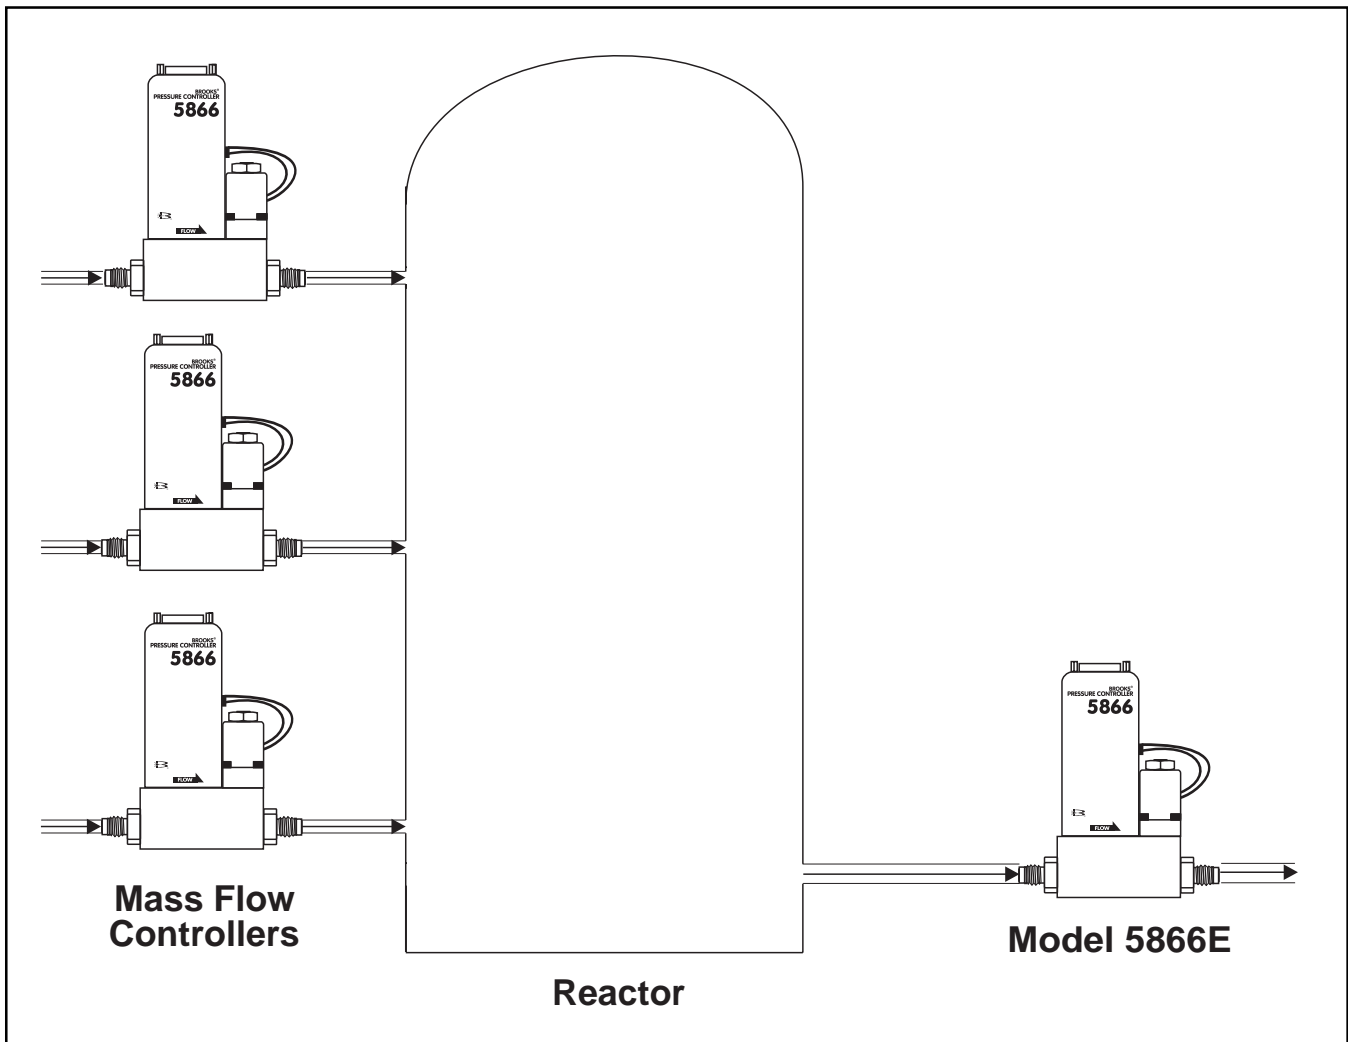 BROOKS®
PRESSURE CONTROLLER
5866
FLOW
BROOKS®
PRESSURE CONTROLLER
5866
FLOW
BROOKS®
PRESSURE CONTROLLER
5866
FLOW
Mass Flow
Controllers
Reactor
BROOKS®
PRESSURE CONTROLLER
5866
FLOW
Model 5866E